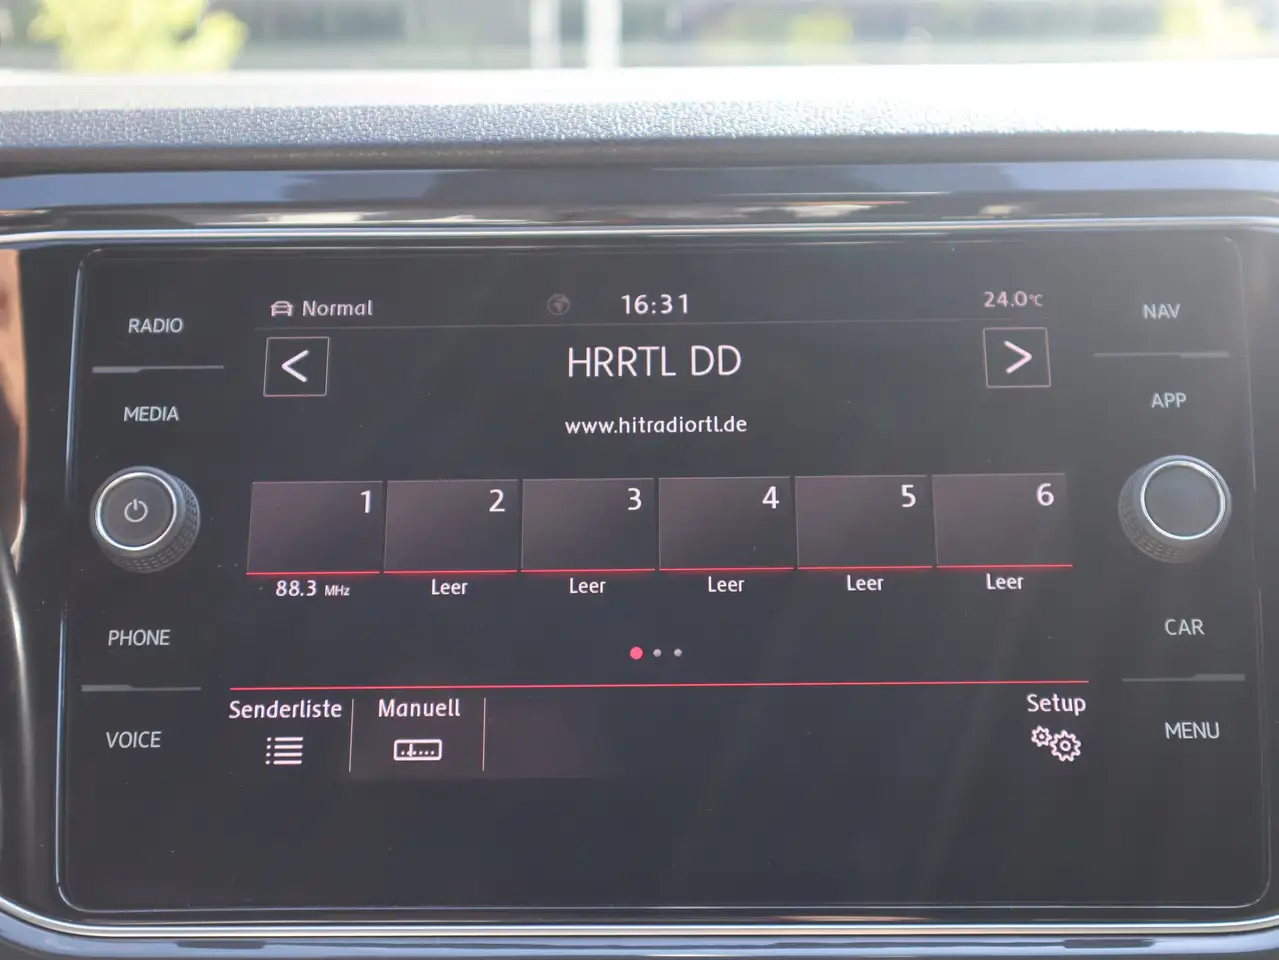 Normal
16:31
24.0°C
RADIO
NAV
<
HRRTL DD
>
MEDIA
APP
www.hitradiortl.de
1 2 3 4 5 6
88.3 MHz Leer Leer Leer Leer Leer
PHONE
CAR
Senderliste
Manuell
Setup
VOICE
MENU